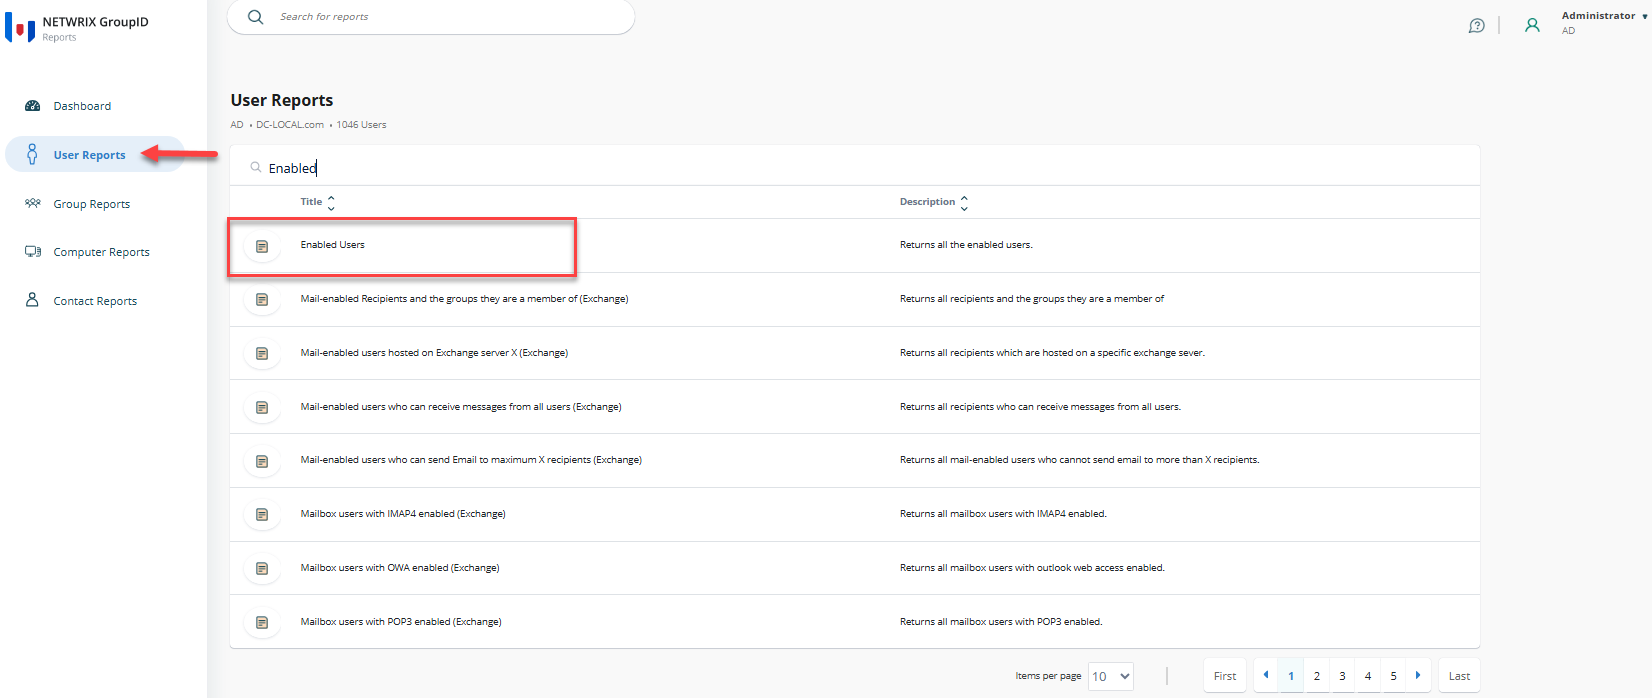 NETWRIX GroupID
Reports
Search for reports
Administrator
AD
Dashboard
User Reports
Group Reports
Computer Reports
Contact Reports
User Reports
AD • DC-LOCAL.com • 1046 Users
Enabled
Title Description
Enabled Users Returns all the enabled users.
Mail-enabled Recipients and the groups they are a member of (Exchange) Returns all recipients and the groups they are a member of
Mail-enabled users hosted on Exchange server X (Exchange) Returns all recipients which are hosted on a specific exchange sever.
Mail-enabled users who can receive messages from all users (Exchange) Returns all recipients who can receive messages from all users.
Mail-enabled users who can send Email to maximum X recipients (Exchange) Returns all mail-enabled users who cannot send email to more than X recipients.
Mailbox users with IMAP4 enabled (Exchange) Returns all mailbox users with IMAP4 enabled.
Mailbox users with OWA enabled (Exchange) Returns all mailbox users with outlook web access enabled.
Mailbox users with POP3 enabled (Exchange) Returns all mailbox users with POP3 enabled.
Items per page 10 First 1 2 3 4 5 Last